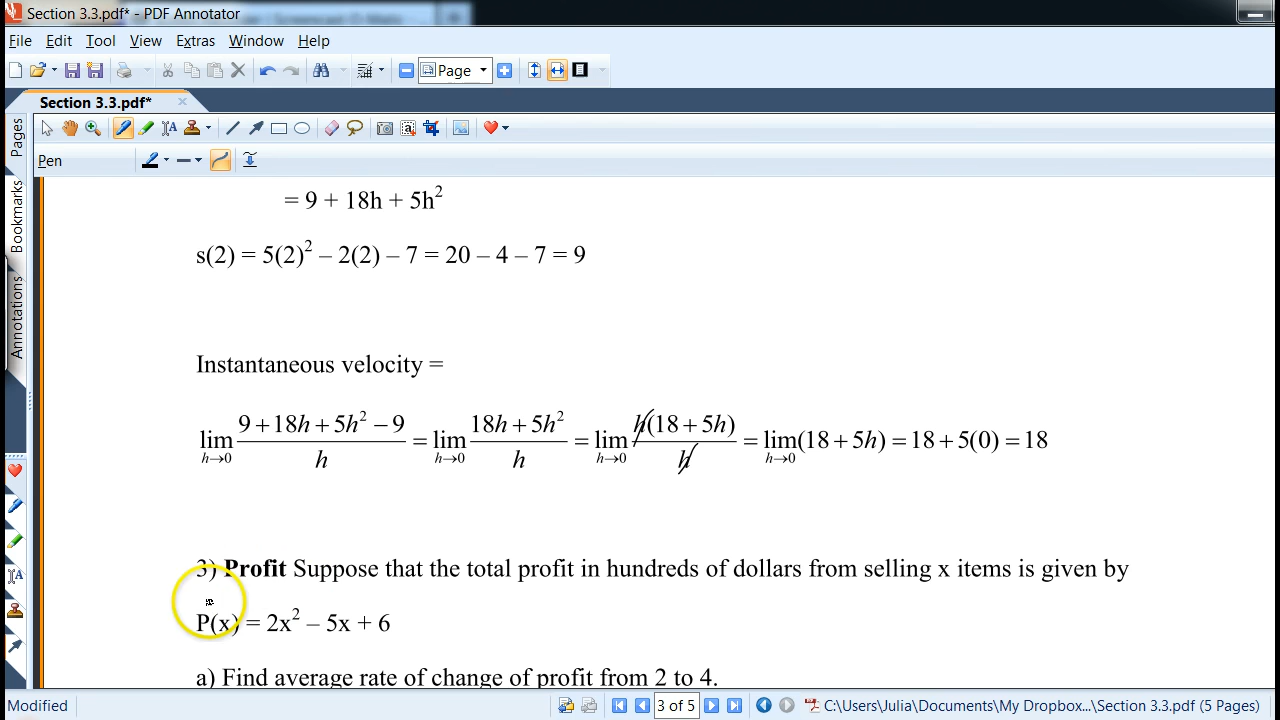 Section 3.3.pdf* - PDF Annotator
File Edit Tool View Extras Window Help
Page
Section 3.3.pdf*
Pen
Pages
Bookmarks
Annotations
= 9 + 18h + 5h²
s(2) = 5(2)² – 2(2) – 7 = 20 – 4 – 7 = 9
Instantaneous velocity =
lim h→0 (9 + 18h + 5h² − 9)/h = lim h→0 (18h + 5h²)/h = lim h→0 h(18 + 5h)/h = lim h→0 (18 + 5h) = 18 + 5(0) = 18
3) Profit Suppose that the total profit in hundreds of dollars from selling x items is given by
P(x) = 2x² – 5x + 6
a) Find average rate of change of profit from 2 to 4.
Modified
3 of 5
C:\Users\Julia\Documents\My Dropbox...\Section 3.3.pdf (5 Pages)